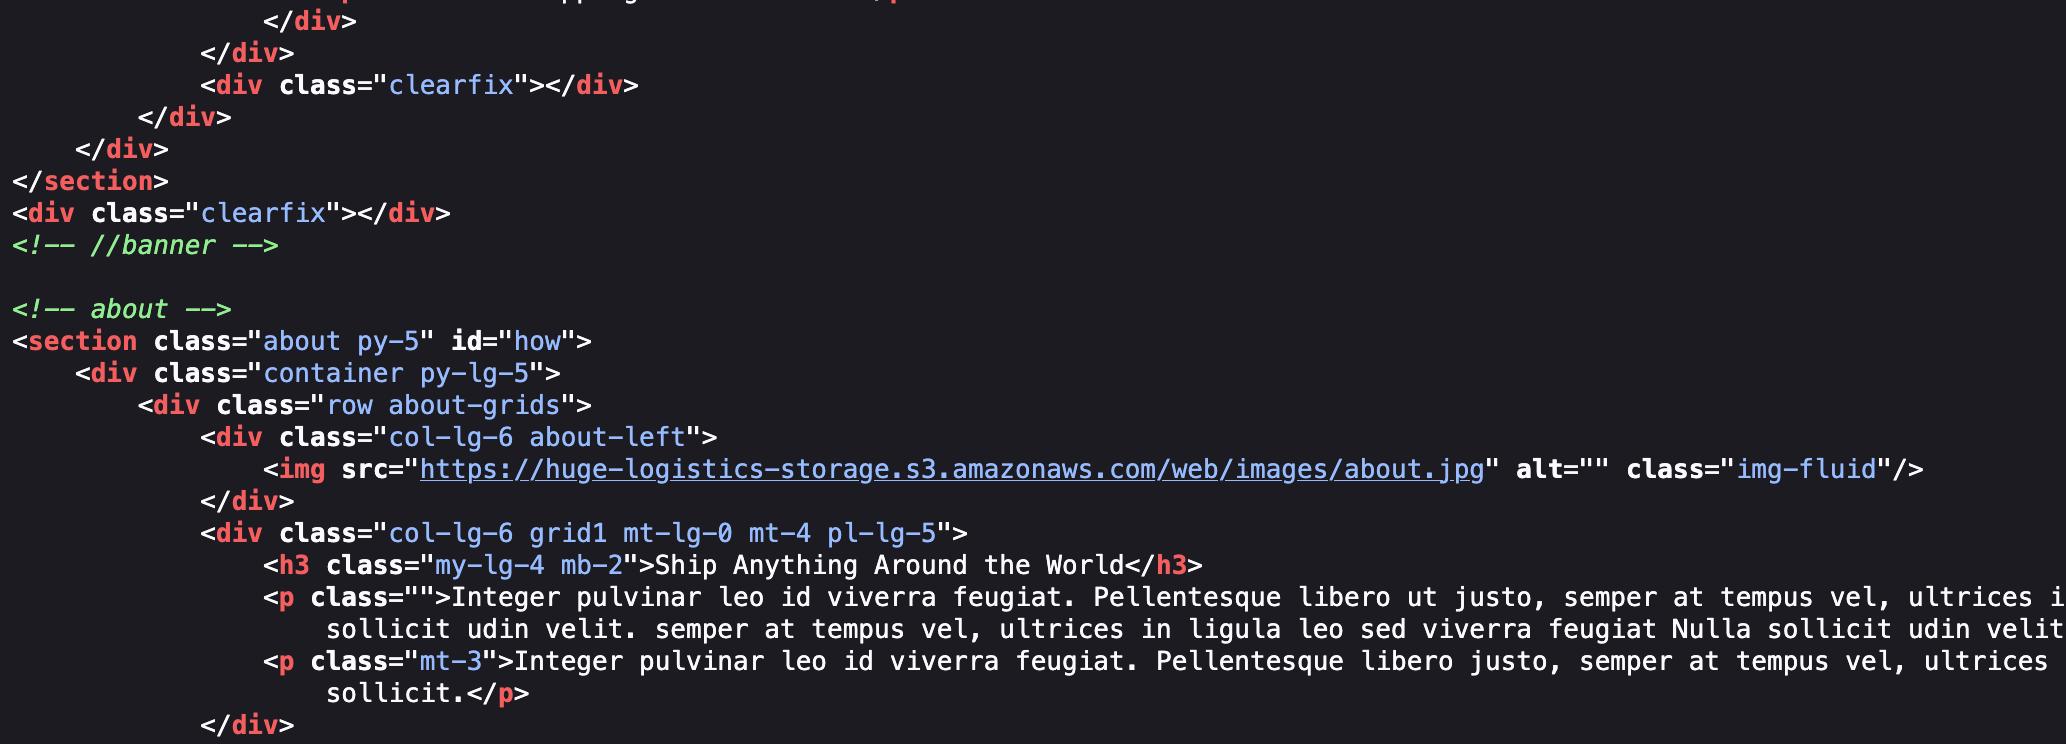 </div>
</div>
<div class="clearfix"></div>
</div>
</div>
</section>
<div class="clearfix"></div>
<!-- //banner -->
<!-- about -->
<section class="about py-5" id="how">
<div class="container py-lg-5">
<div class="row about-grids">
<div class="col-lg-6 about-left">
<img src="https://huge-logistics-storage.s3.amazonaws.com/web/images/about.jpg" alt="" class="img-fluid"/>
</div>
<div class="col-lg-6 grid1 mt-lg-0 mt-4 pl-lg-5">
<h3 class="my-lg-4 mb-2">Ship Anything Around the World</h3>
<p class="">Integer pulvinar leo id viverra feugiat. Pellentesque libero ut justo, semper at tempus vel, ultrices i
sollicit udin velit. semper at tempus vel, ultrices in ligula leo sed viverra feugiat Nulla sollicit udin velit
<p class="mt-3">Integer pulvinar leo id viverra feugiat. Pellentesque libero justo, semper at tempus vel, ultrices
sollicit.</p>
</div>